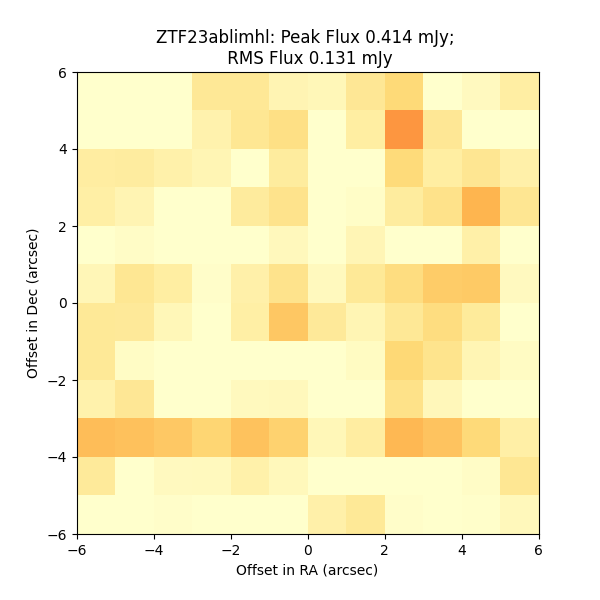 ZTF23ablimhl: Peak Flux 0.414 mJy;
RMS Flux 0.131 mJy
6
4
2
0
−2
−4
−6
Offset in Dec (arcsec)
−6 −4 −2 0 2 4 6
Offset in RA (arcsec)